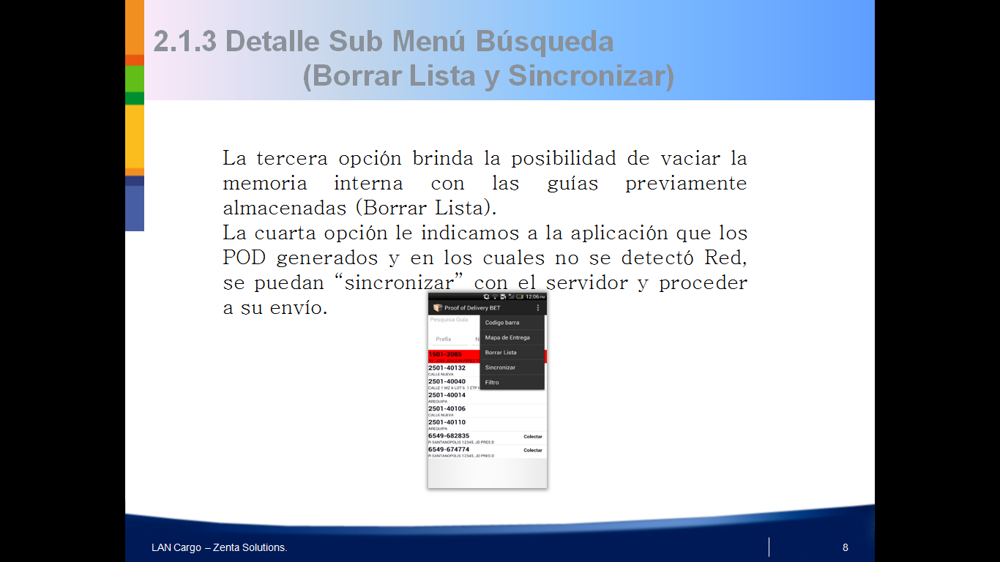 2.1.3 Detalle Sub Menú Búsqueda
(Borrar Lista y Sincronizar)
La tercera opción brinda la posibilidad de vaciar la
memoria interna con las guías previamente
almacenadas (Borrar Lista).
La cuarta opción le indicamos a la aplicación que los
POD generados y en los cuales no se detectó Red,
se puedan “sincronizar” con el servidor y proceder
a su envío.
12:06 PM
Proof of Delivery BET
Pesquisa Guia
Prefix
N
Codigo barra
Mapa de Entrega
Borrar Lista
Sincronizar
Filtro
1501-2085
2501-40132
CALLE NUEVA
2501-40040
CALLE 1 MZ A LOT 6 1 ETP
2501-40014
AREQUIPA
2501-40106
CALLE NUEVA
2501-40110
AREQUIPA
6549-682835 Colectar
R SANTANOPOLIS 12345, JD PRES D
6549-674774 Colectar
R SANTANOPOLIS 12345, JD PRES D
LAN Cargo – Zenta Solutions.
8